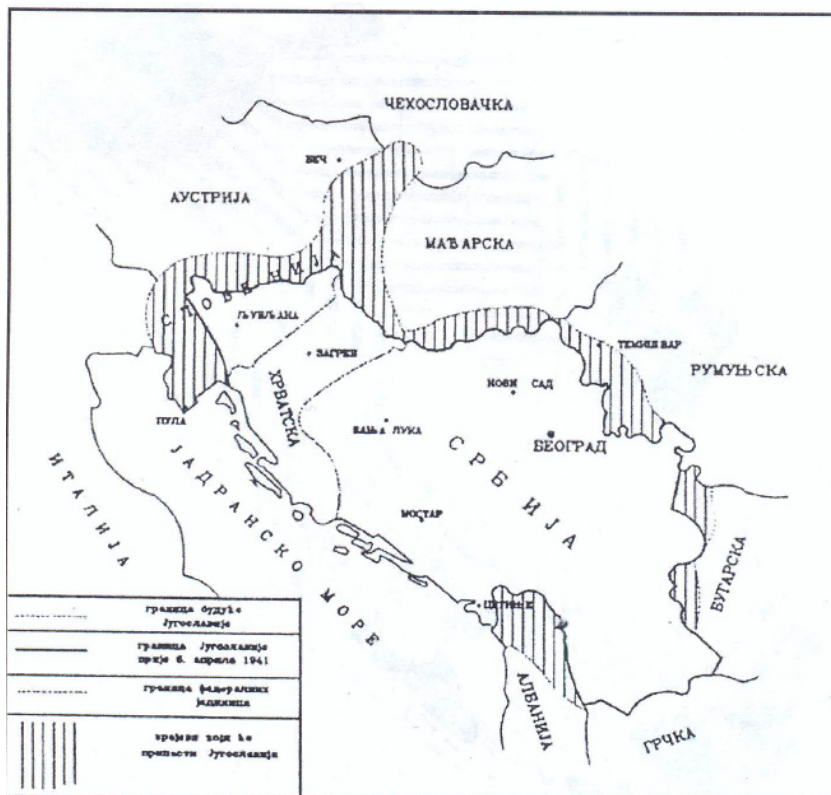 ЧЕХОСЛОВАЧКА
БЕЧ
АУСТРИЈА
МАЂАРСКА
СЛОВЕНИЈА
ЉУБЉАНА
ЗАГРЕБ
ТЕМИШВАР
РУМУЊСКА
НОВИ САД
ХРВАТСКА
ПУЛА
БАЊА ЛУКА
БЕОГРАД
СРБИЈА
ИТАЛИЈА
ЈАДРАНСКО МОРЕ
МОСТАР
БУГАРСКА
ЦЕТИЊЕ
АЛБАНИЈА
ГРЧКА
граница будуће
Југославије
граница Југославије
прије 6. априла 1941
граница федералних
јединица
крајеви који ће
припасти Југославији